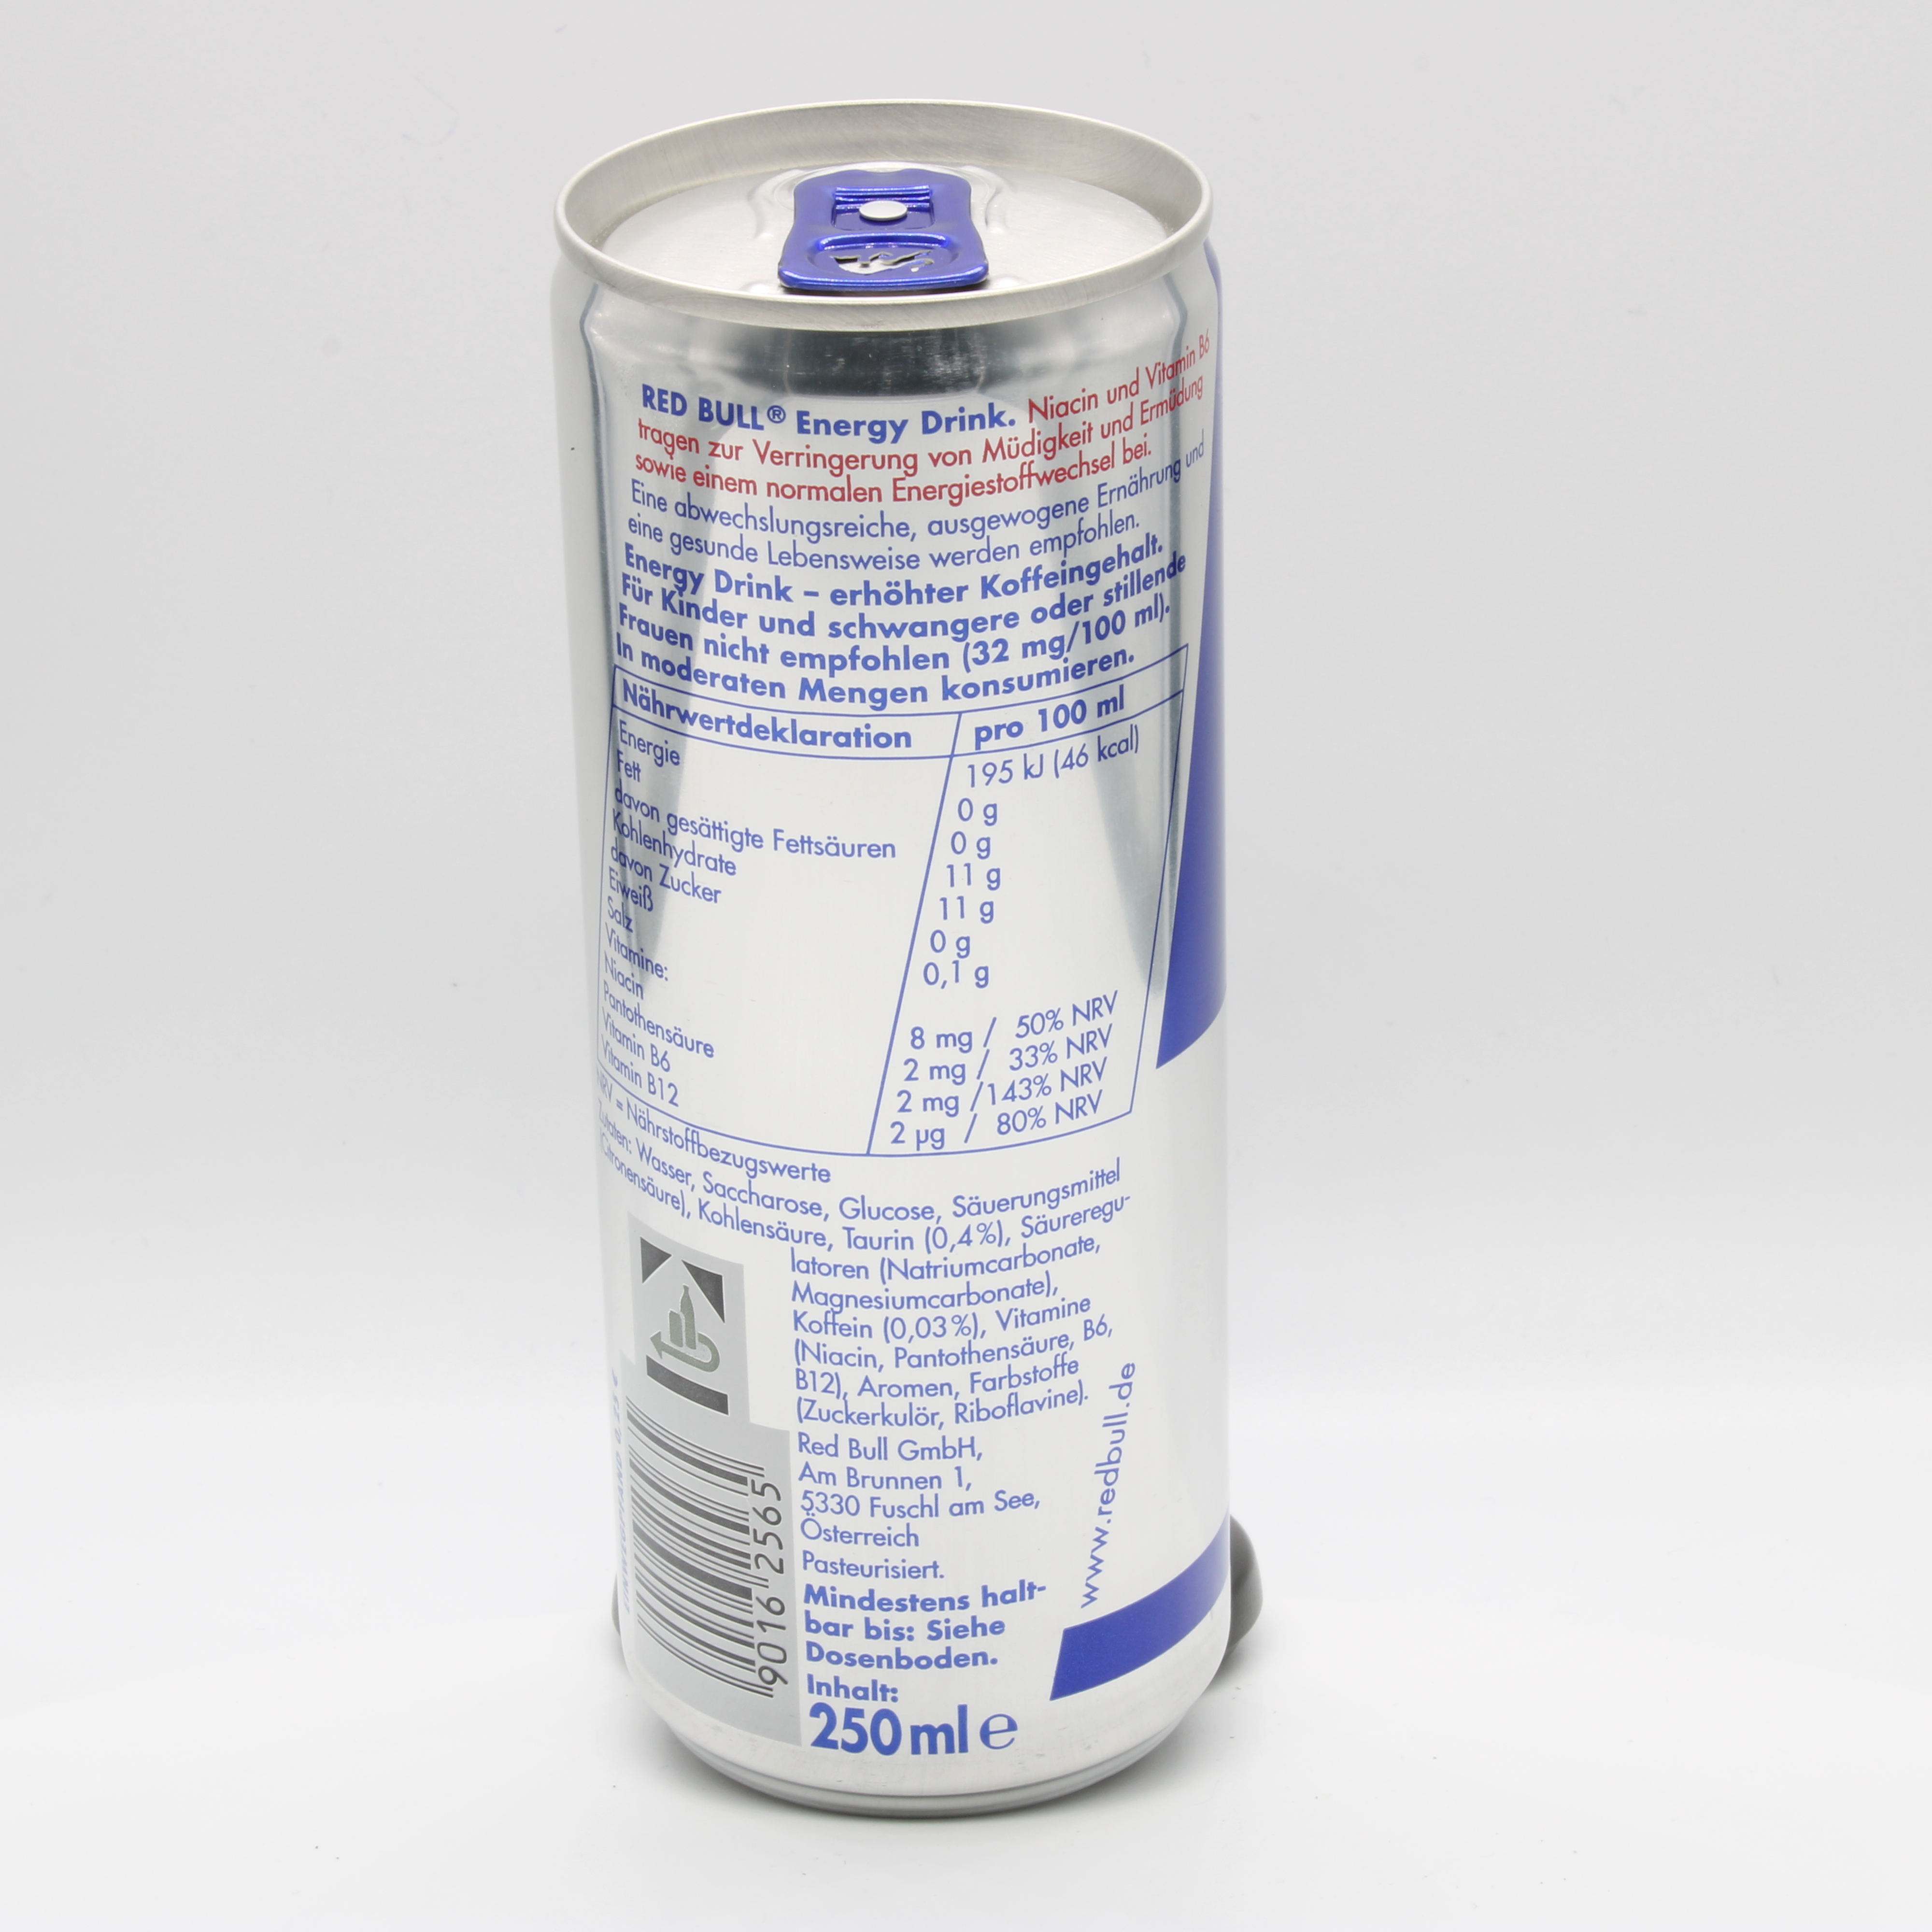 RED BULL® Energy Drink. Niacin und Vitamin B6
tragen zur Verringerung von Müdigkeit und Ermüdung
sowie einem normalen Energiestoffwechsel bei.
Eine abwechslungsreiche, ausgewogene Ernährung und
eine gesunde Lebensweise werden empfohlen.
Energy Drink – erhöhter Koffeingehalt.
Für Kinder und schwangere oder stillende
Frauen nicht empfohlen (32 mg/100 ml).
In moderaten Mengen konsumieren.
Nährwertdeklaration pro 100 ml
Energie 195 kJ (46 kcal)
Fett 0 g
davon gesättigte Fettsäuren 0 g
Kohlenhydrate 11 g
davon Zucker 11 g
Eiweiß 0 g
Salz 0,1 g
Vitamine:
Niacin 8 mg / 50% NRV
Pantothensäure 2 mg / 33% NRV
Vitamin B6 2 mg /143% NRV
Vitamin B12 2 µg / 80% NRV
NRV = Nährstoffbezugswerte
Zutaten: Wasser, Saccharose, Glucose, Säuerungsmittel
(Citronensäure), Kohlensäure, Taurin (0,4%), Säureregu-
latoren (Natriumcarbonate,
Magnesiumcarbonate),
Koffein (0,03%), Vitamine
(Niacin, Pantothensäure, B6,
B12), Aromen, Farbstoffe
(Zuckerkulör, Riboflavine).
Red Bull GmbH,
Am Brunnen 1,
5330 Fuschl am See,
Österreich
Pasteurisiert.
Mindestens halt-
bar bis: Siehe
Dosenboden.
Inhalt:
250 ml e
www.redbull.de
9016 2565